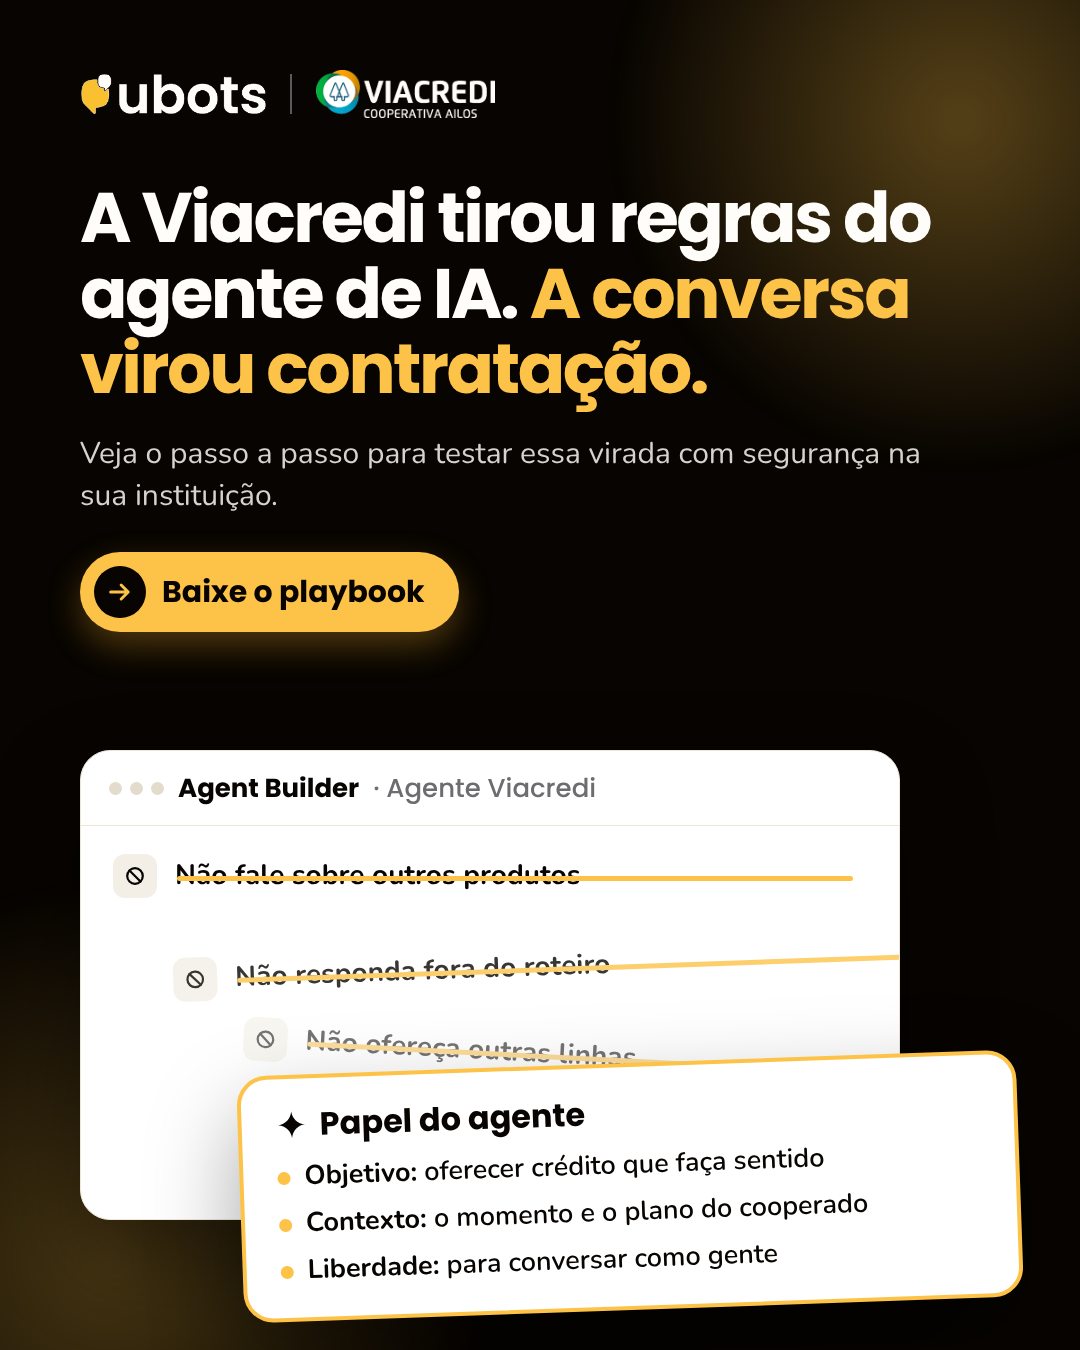 ubots
VIACREDI
COOPERATIVA AILOS
A Viacredi tirou regras do
agente de IA. A conversa
virou contratação.
Veja o passo a passo para testar essa virada com segurança na
sua instituição.
Baixe o playbook
Agent Builder · Agente Viacredi
Não fale sobre outros produtos
Não responda fora do roteiro
Não ofereça outras linhas
Papel do agente
Objetivo: oferecer crédito que faça sentido
Contexto: o momento e o plano do cooperado
Liberdade: para conversar como gente